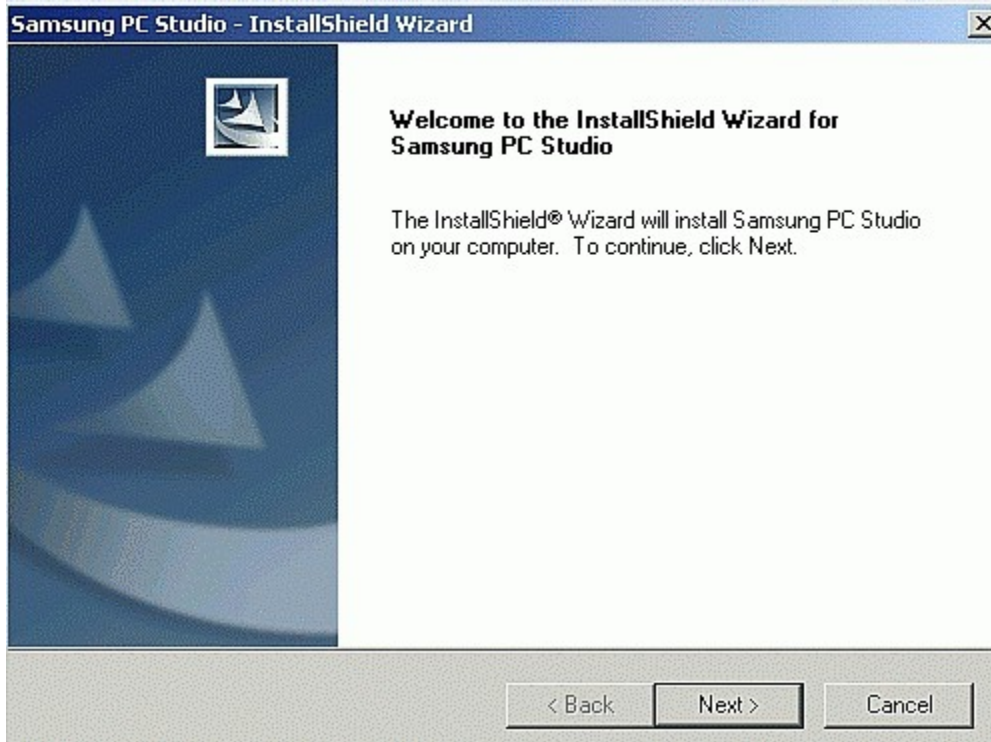 Samsung PC Studio - InstallShield Wizard
Welcome to the InstallShield Wizard for
Samsung PC Studio
The InstallShield® Wizard will install Samsung PC Studio
on your computer.  To continue, click Next.
< Back
Next >
Cancel